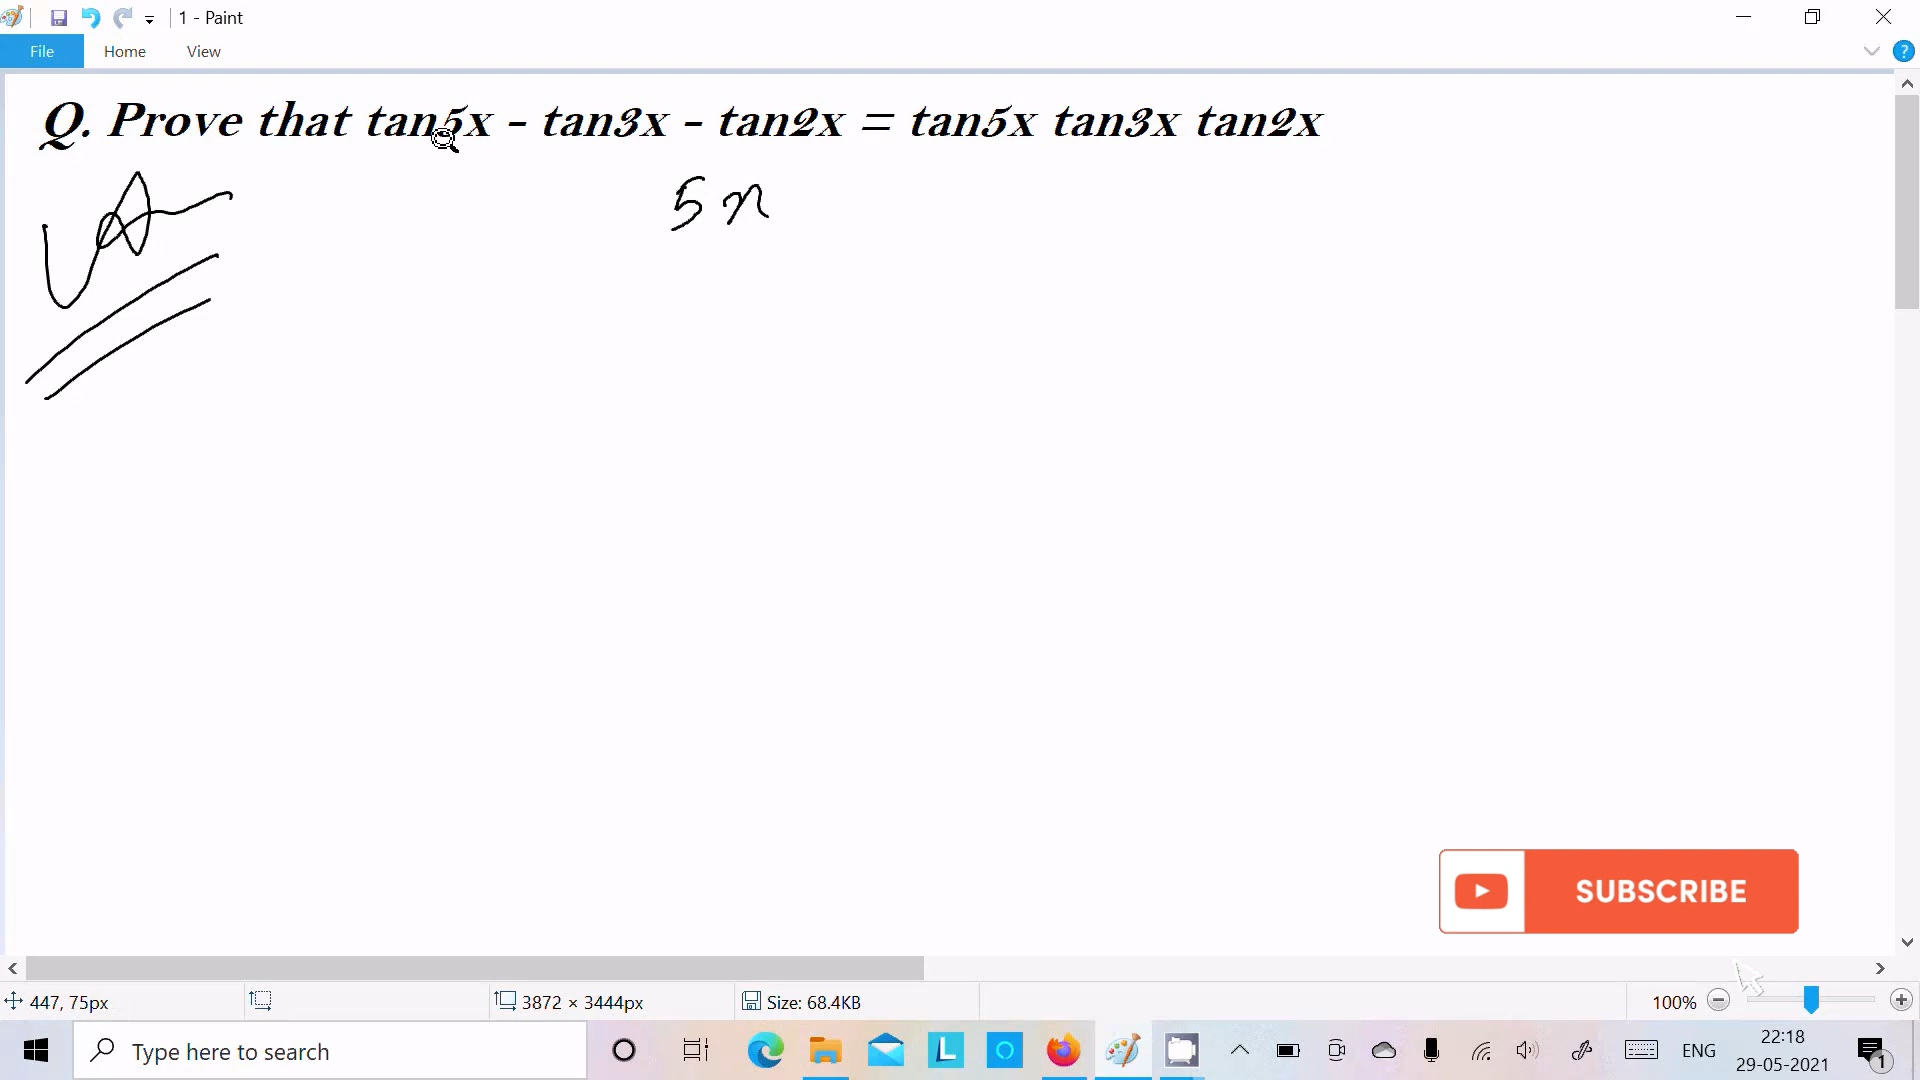 1 - Paint
File Home View
Q. Prove that tan5x - tan3x - tan2x = tan5x tan3x tan2x
5x
SUBSCRIBE
447, 75px 3872 × 3444px Size: 68.4KB 100%
Type here to search
ENG
22:18
29-05-2021
1